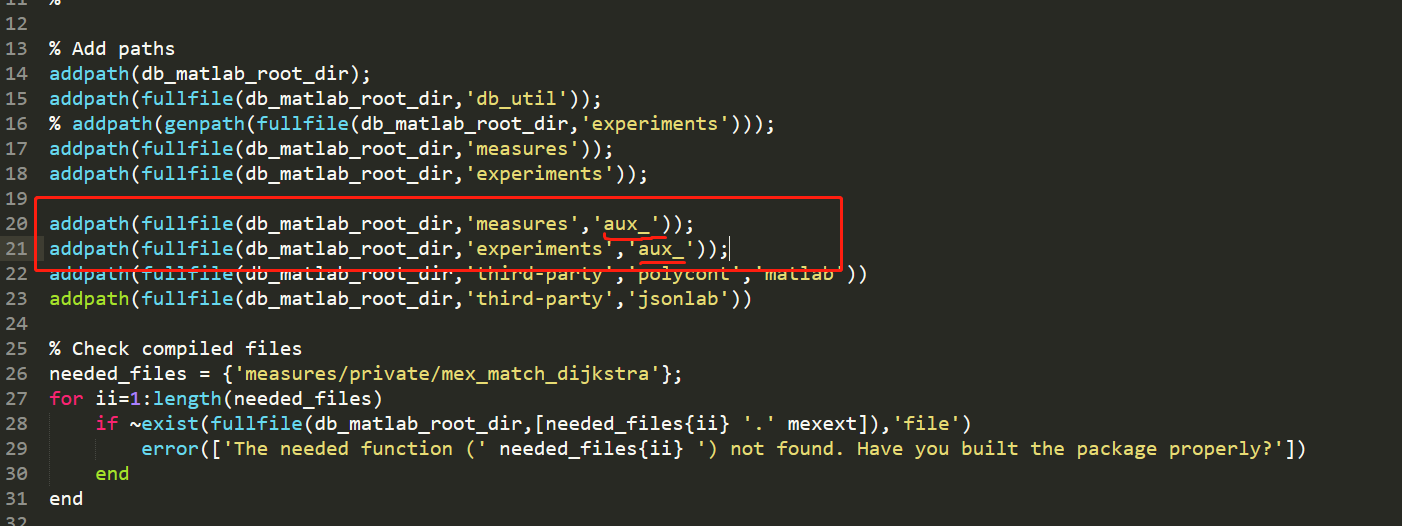 11 %
12
13 % Add paths
14 addpath(db_matlab_root_dir);
15 addpath(fullfile(db_matlab_root_dir,'db_util'));
16 % addpath(genpath(fullfile(db_matlab_root_dir,'experiments')));
17 addpath(fullfile(db_matlab_root_dir,'measures'));
18 addpath(fullfile(db_matlab_root_dir,'experiments'));
19
20 addpath(fullfile(db_matlab_root_dir,'measures','aux_'));
21 addpath(fullfile(db_matlab_root_dir,'experiments','aux_'));
22 addpath(fullfile(db_matlab_root_dir,'third-party','polycont','matlab'))
23 addpath(fullfile(db_matlab_root_dir,'third-party','jsonlab'))
24
25 % Check compiled files
26 needed_files = {'measures/private/mex_match_dijkstra'};
27 for ii=1:length(needed_files)
28     if ~exist(fullfile(db_matlab_root_dir,[needed_files{ii} '.' mexext]),'file')
29         error(['The needed function (' needed_files{ii} ') not found. Have you built the package properly?'])
30     end
31 end
32